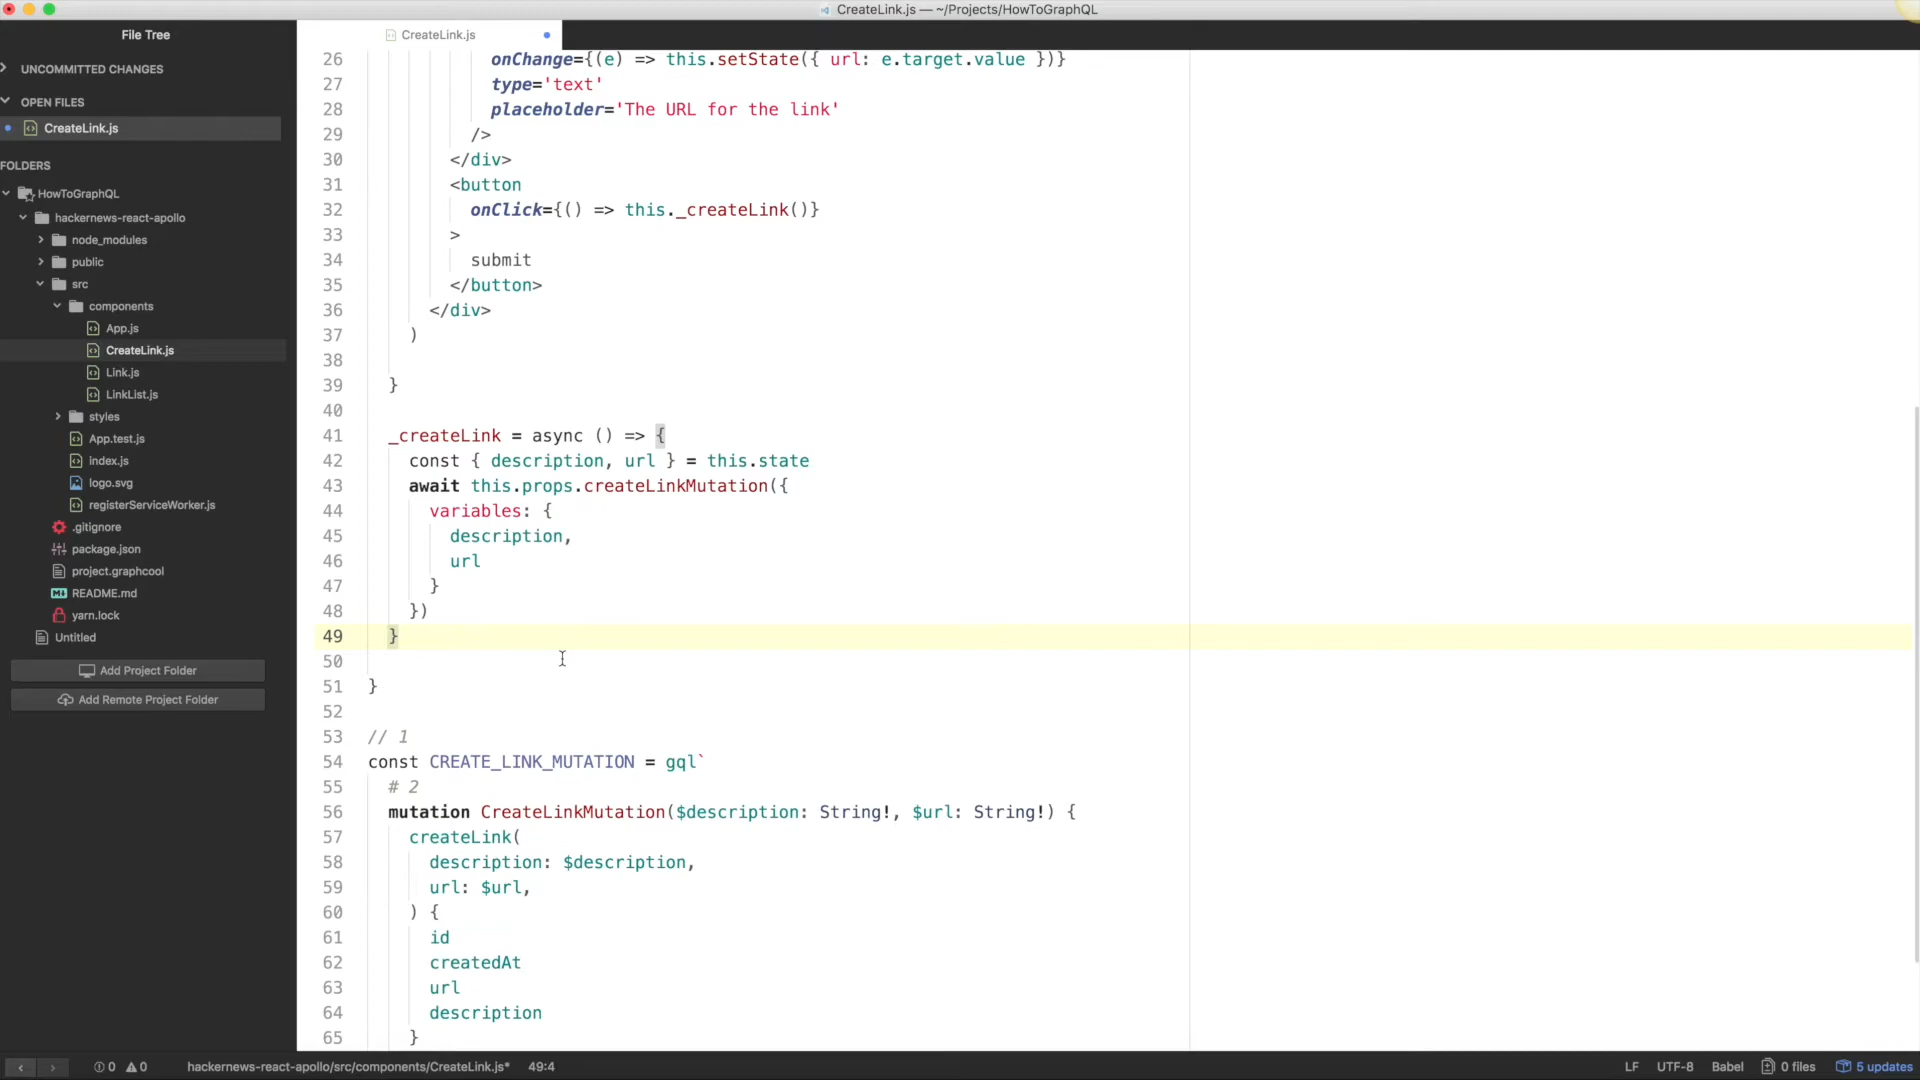 CreateLink.js — ~/Projects/HowToGraphQL
File Tree
UNCOMMITTED CHANGES
OPEN FILES
CreateLink.js
FOLDERS
HowToGraphQL
hackernews-react-apollo
node_modules
public
src
components
App.js
CreateLink.js
Link.js
LinkList.js
styles
App.test.js
index.js
logo.svg
registerServiceWorker.js
.gitignore
package.json
project.graphcool
README.md
yarn.lock
Untitled
Add Project Folder
Add Remote Project Folder
CreateLink.js
26 onChange={(e) => this.setState({ url: e.target.value })}
27 type='text'
28 placeholder='The URL for the link'
29 />
30 </div>
31 <button
32 onClick={() => this._createLink()}
33 >
34 submit
35 </button>
36 </div>
37 )
38
39 }
40
41 _createLink = async () => {
42 const { description, url } = this.state
43 await this.props.createLinkMutation({
44 variables: {
45 description,
46 url
47 }
48 })
49 }
50
51 }
52
53 // 1
54 const CREATE_LINK_MUTATION = gql`
55 # 2
56 mutation CreateLinkMutation($description: String!, $url: String!) {
57 createLink(
58 description: $description,
59 url: $url,
60 ) {
61 id
62 createdAt
63 url
64 description
65 }
0 0 hackernews-react-apollo/src/components/CreateLink.js* 49:4 LF UTF-8 Babel 0 files 5 updates